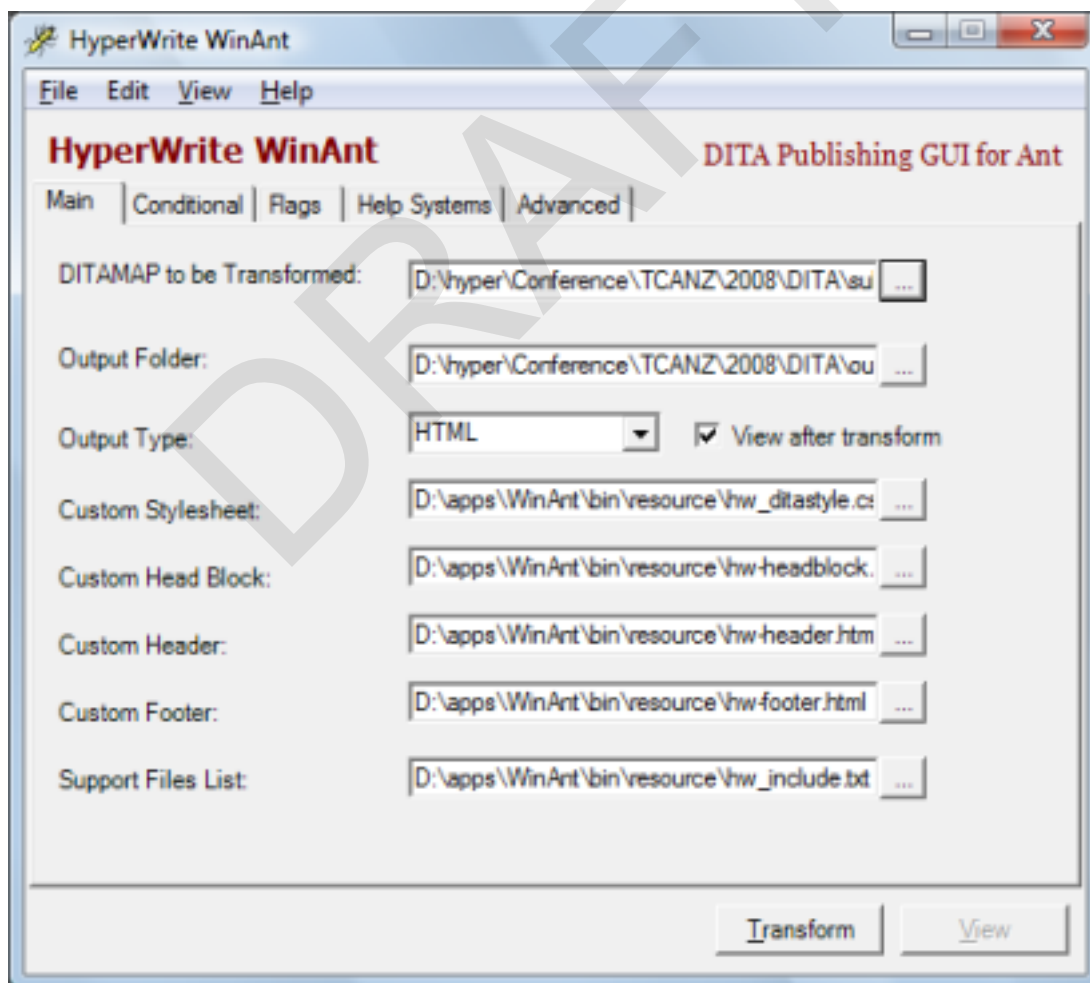 HyperWrite WinAnt
File Edit View Help
HyperWrite WinAnt DITA Publishing GUI for Ant
Main Conditional Flags Help Systems Advanced
DITAMAP to be Transformed: D:\hyper\Conference\TCANZ\2008\DITA\su ...
Output Folder: D:\hyper\Conference\TCANZ\2008\DITA\ou ...
Output Type: HTML View after transform
Custom Stylesheet: D:\apps\WinAnt\bin\resource\hw_ditastyle.cs ...
Custom Head Block: D:\apps\WinAnt\bin\resource\hw-headblock. ...
Custom Header: D:\apps\WinAnt\bin\resource\hw-header.htm ...
Custom Footer: D:\apps\WinAnt\bin\resource\hw-footer.html ...
Support Files List: D:\apps\WinAnt\bin\resource\hw_include.txt ...
Transform View
DRAFT